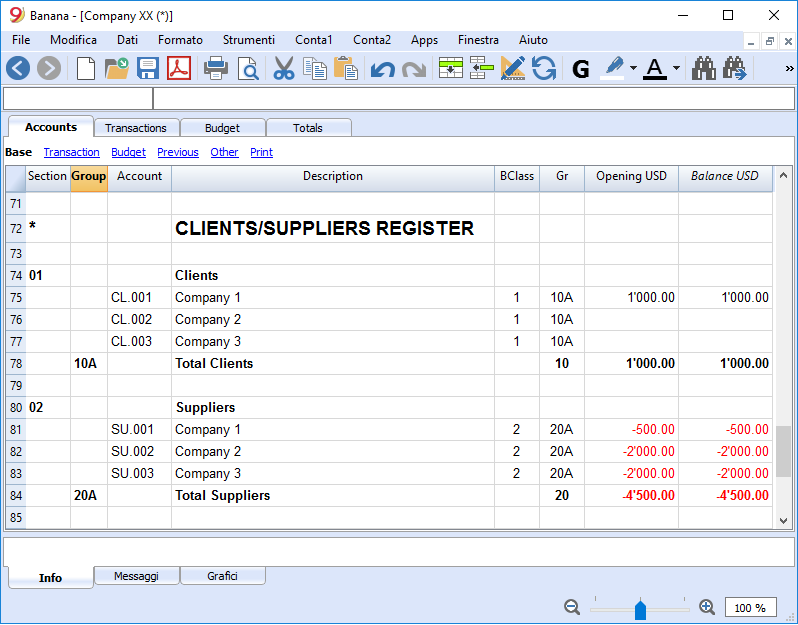 Banana - [Company XX (*)]
File Modifica Dati Formato Strumenti Conta1 Conta2 Apps Finestra Aiuto
G A »
Accounts Transactions Budget Totals
Base Transaction Budget Previous Other Print
Section Group Account Description BClass Gr Opening USD Balance USD
71
72 * CLIENTS/SUPPLIERS REGISTER
73
74 01 Clients
75 CL.001 Company 1 1 10A 1'000.00 1'000.00
76 CL.002 Company 2 1 10A
77 CL.003 Company 3 1 10A
78 10A Total Clients 10 1'000.00 1'000.00
79
80 02 Suppliers
81 SU.001 Company 1 2 20A -500.00 -500.00
82 SU.002 Company 2 2 20A -2'000.00 -2'000.00
83 SU.003 Company 3 2 20A -2'000.00 -2'000.00
84 20A Total Suppliers 20 -4'500.00 -4'500.00
85
Info Messaggi Grafici
100 %